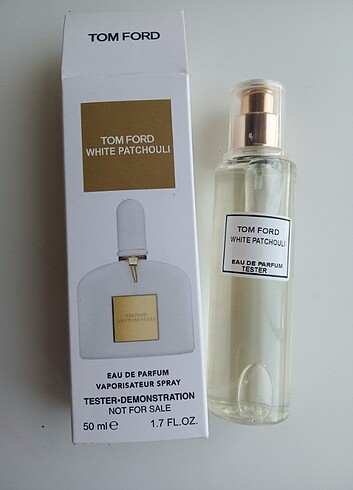 TOM FORD
TOM FORD
WHITE PATCHOULI
EAU DE PARFUM
VAPORISATEUR SPRAY
TESTER•DEMONSTRATION
NOT FOR SALE
50 ml ℮ 1.7 FL.OZ.
TOM FORD
WHITE PATCHOULI
EAU DE PARFUM
TESTER